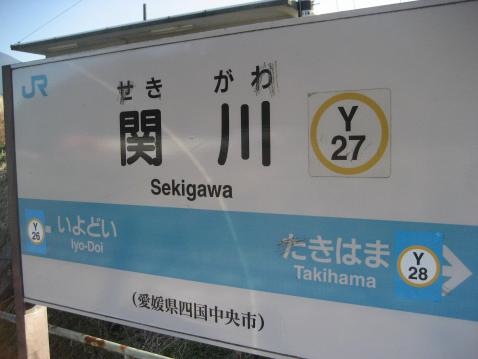 JR
せきがわ
関川
Y
27
Sekigawa
Y
26
いよどい
Iyo-Doi
たきはま
Takihama
Y
28
(愛媛県四国中央市)